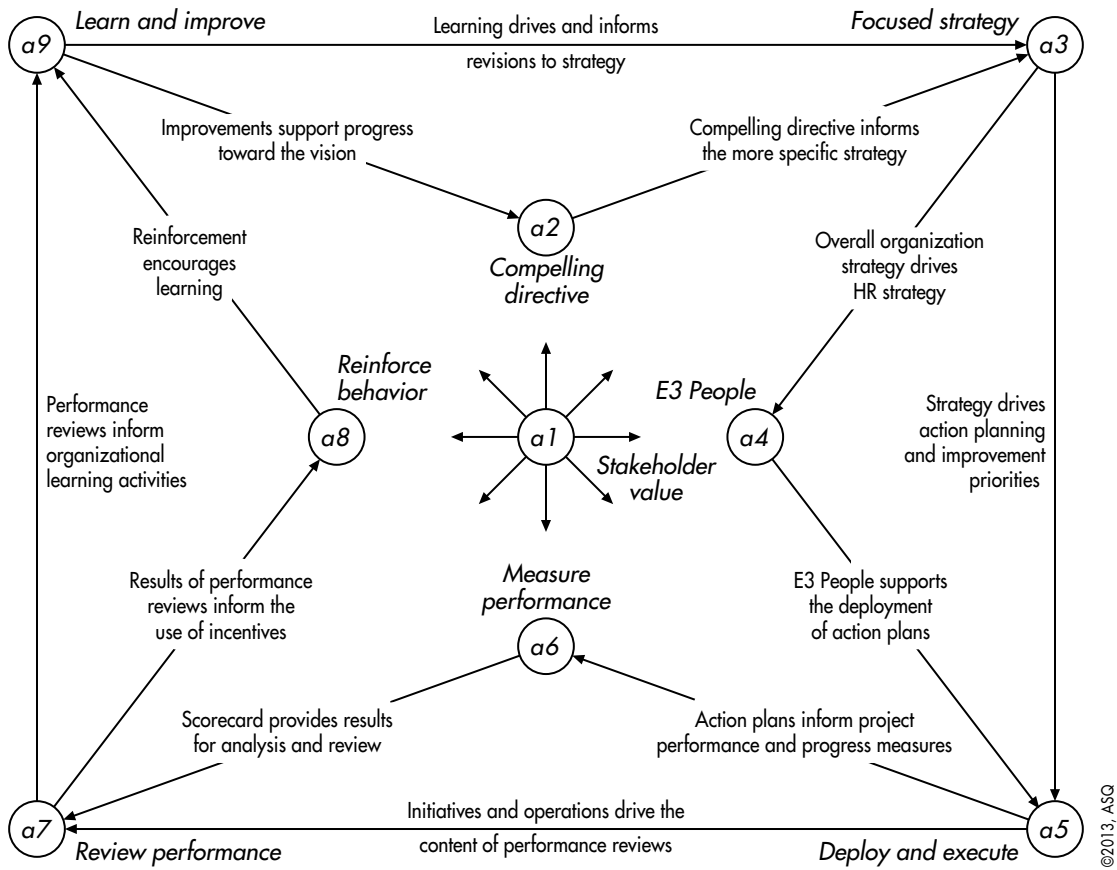 Learn and improve
a9
Learning drives and informs
revisions to strategy
Focused strategy
a3
Improvements support progress
toward the vision
Compelling directive informs
the more specific strategy
a2
Compelling
directive
Reinforcement
encourages
learning
Overall organization
strategy drives
HR strategy
Reinforce
behavior
a8
a1
Stakeholder
value
E3 People
a4
Performance
reviews inform
organizational
learning activities
Strategy drives
action planning
and improvement
priorities
Results of performance
reviews inform the
use of incentives
Measure
performance
a6
E3 People supports
the deployment
of action plans
Scorecard provides results
for analysis and review
Action plans inform project
performance and progress measures
a7
Review performance
Initiatives and operations drive the
content of performance reviews
a5
Deploy and execute
©2013, ASQ